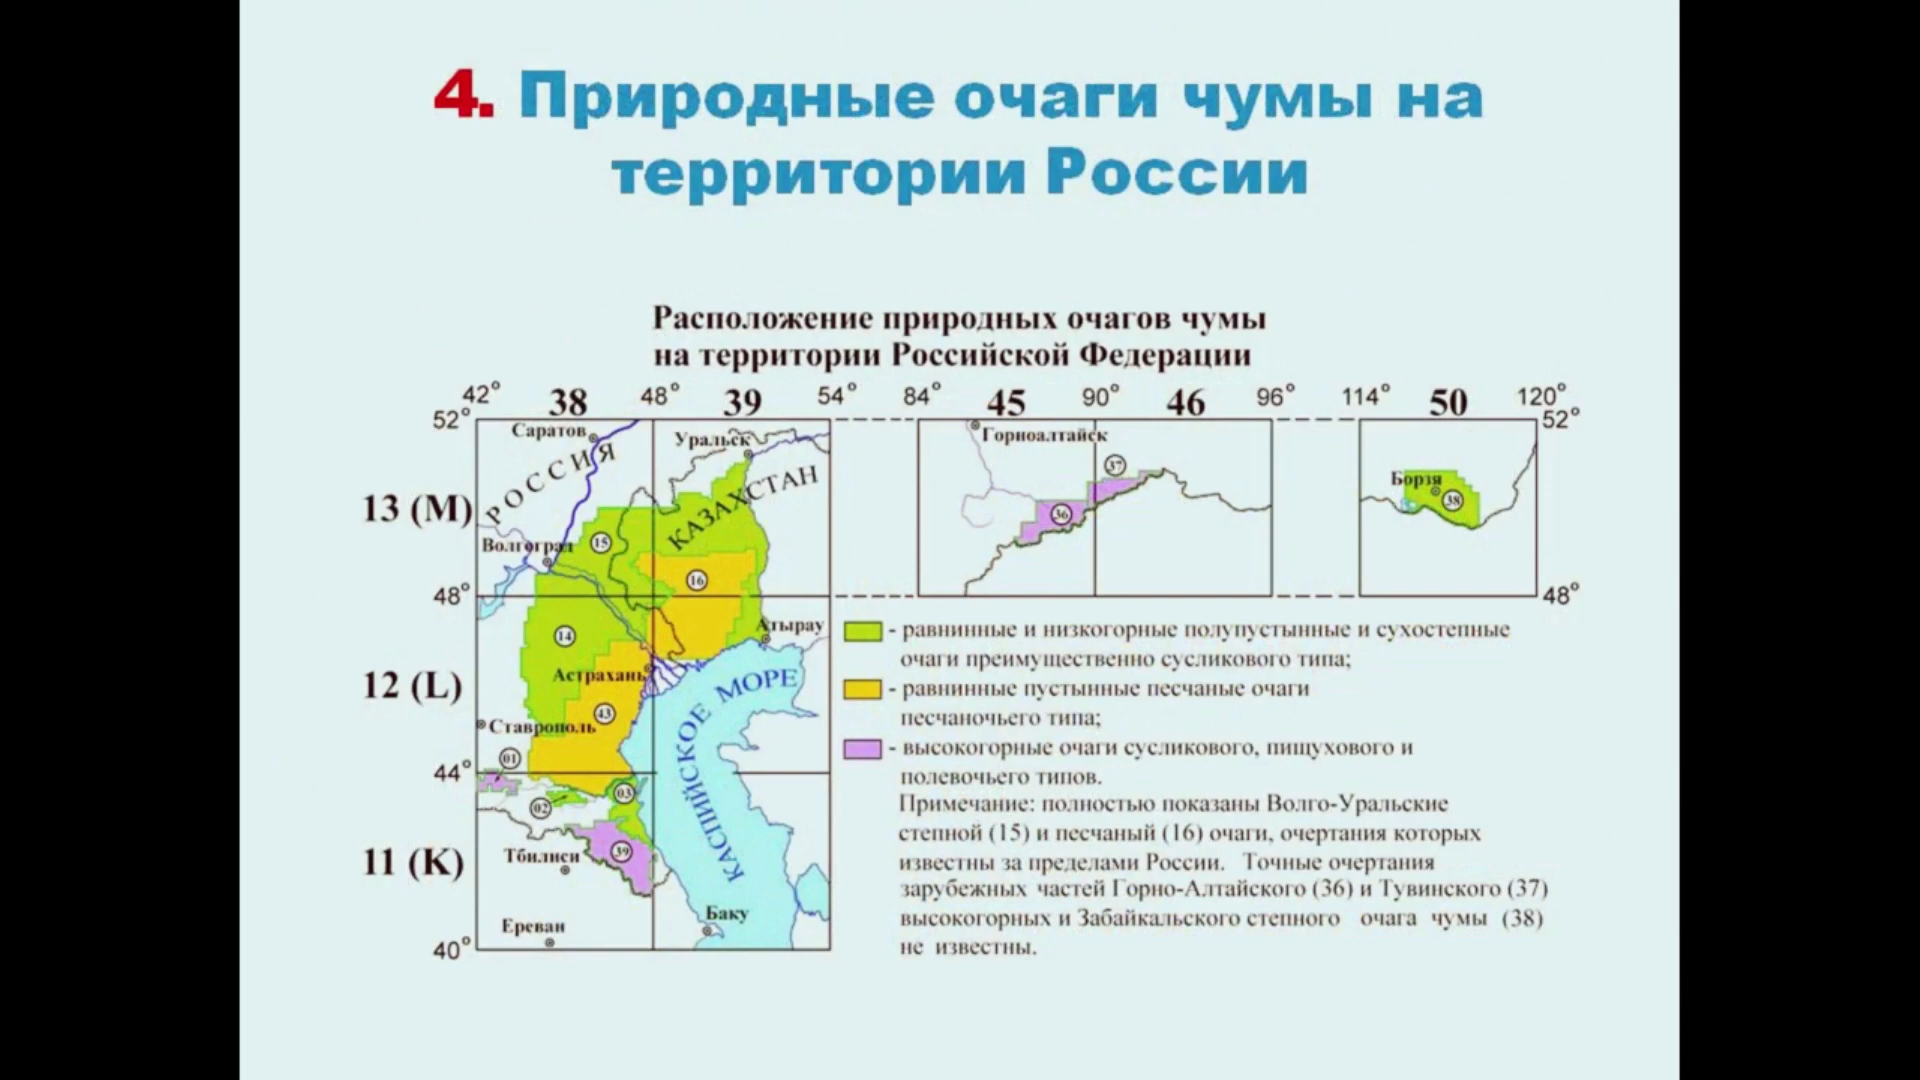 4. Природные очаги чумы на
территории России
Расположение природных очагов чумы
на территории Российской Федерации
42° 38 48° 39 54° 84° 45 90° 46 96° 114° 50 120°
52° 52°
Саратов
Уральск
Горноалтайск
РОССИЯ
КАЗАХСТАН
37
Борзя
13 (М)
36
38
Волгоград
15
16
48° 48°
14
Атырау
Астрахань
12 (L)
КАСПИЙСКОЕ МОРЕ
43
Ставрополь
01
44°
02
03
39
Тбилиси
11 (K)
Баку
Ереван
40°
- равнинные и низкогорные полупустынные и сухостепные
очаги преимущественно сусликового типа;
- равнинные пустынные песчаные очаги
песчаночьего типа;
- высокогорные очаги сусликового, пищухового и
полевочьего типов.
Примечание: полностью показаны Волго-Уральские
степной (15) и песчаный (16) очаги, очертания которых
известны за пределами России. Точные очертания
зарубежных частей Горно-Алтайского (36) и Тувинского (37)
высокогорных и Забайкальского степного очага чумы (38)
не известны.